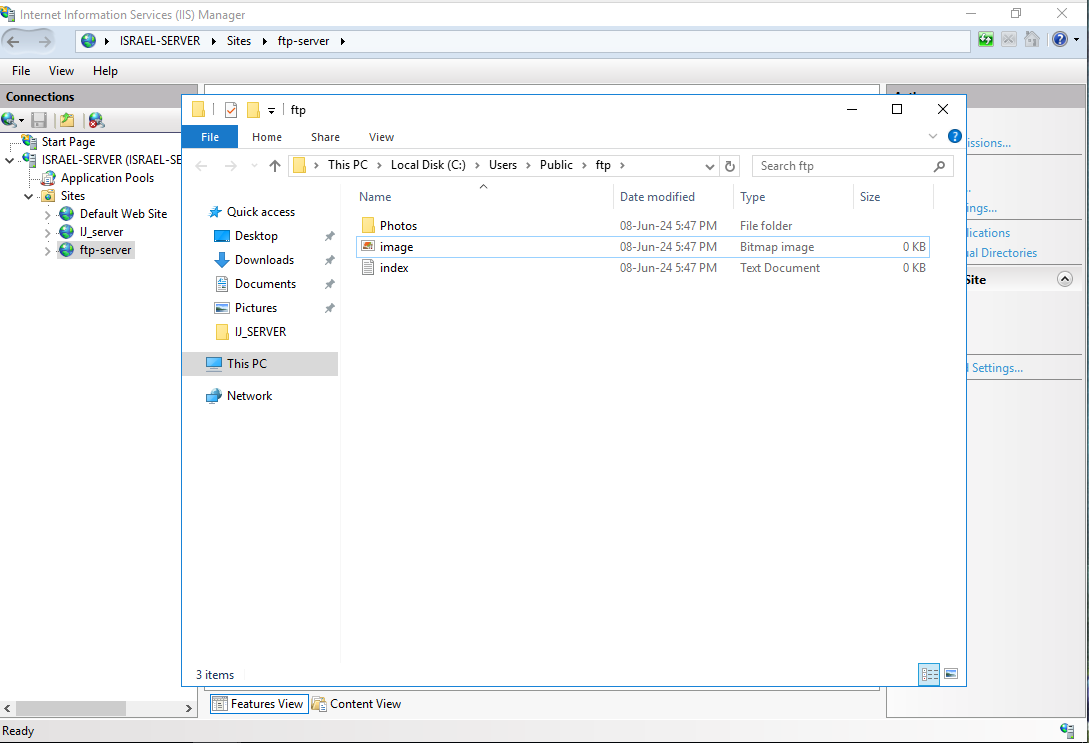 Internet Information Services (IIS) Manager
ISRAEL-SERVER Sites ftp-server
File View Help
Connections
Start Page
ISRAEL-SERVER (ISRAEL-SE
Application Pools
Sites
Default Web Site
IJ_server
ftp-server
ftp
File Home Share View
This PC Local Disk (C:) Users Public ftp
Search ftp
Quick access
Desktop
Downloads
Documents
Pictures
IJ_SERVER
This PC
Network
Name Date modified Type Size
Photos 08-Jun-24 5:47 PM File folder
image 08-Jun-24 5:47 PM Bitmap image 0 KB
index 08-Jun-24 5:47 PM Text Document 0 KB
3 items
issions...
ngs...
lications
ual Directories
Site
d Settings...
Features View Content View
Ready